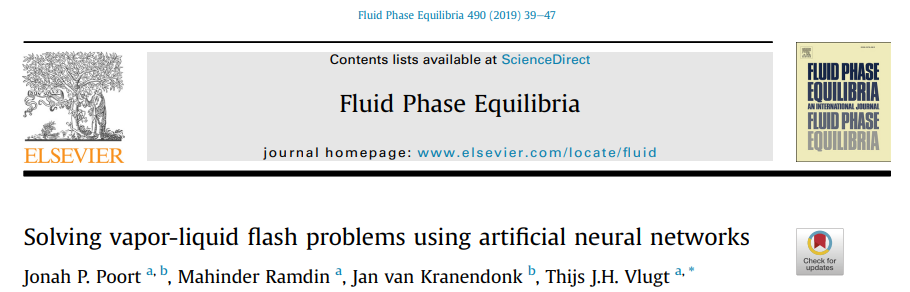 Fluid Phase Equilibria 490 (2019) 39–47
Contents lists available at ScienceDirect
Fluid Phase Equilibria
journal homepage: www.elsevier.com/locate/fluid
ELSEVIER
FLUID PHASE
EQUILIBRIA
AN INTERNATIONAL JOURNAL
FLUID PHASE
EQUILIBRIA
Solving vapor-liquid flash problems using artificial neural networks
Jonah P. Poort a, b, Mahinder Ramdin a, Jan van Kranendonk b, Thijs J.H. Vlugt a, *
Check for
updates